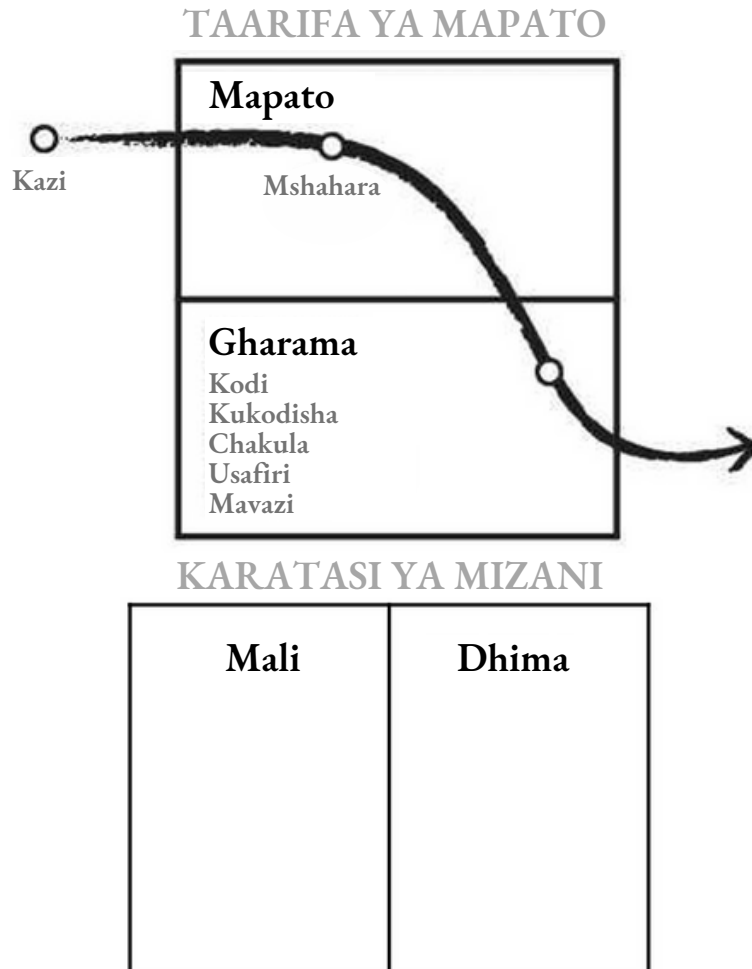 TAARIFA YA MAPATO
Mapato
Kazi
Mshahara
Gharama
Kodi
Kukodisha
Chakula
Usafiri
Mavazi
KARATASI YA MIZANI
Mali
Dhima